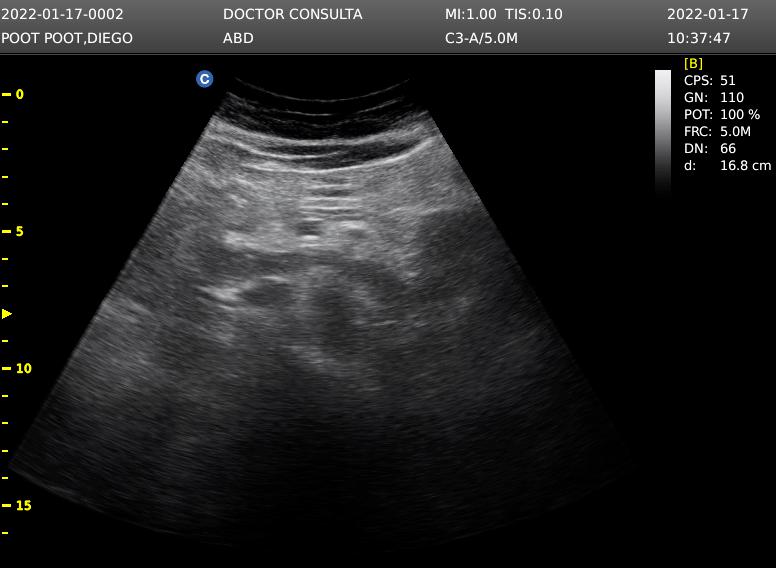 2022-01-17-0002 DOCTOR CONSULTA MI:1.00 TIS:0.10 2022-01-17
POOT POOT,DIEGO ABD C3-A/5.0M 10:37:47
C
[B]
CPS: 51
GN: 110
POT: 100 %
FRC: 5.0M
DN: 66
d: 16.8 cm
0
5
10
15